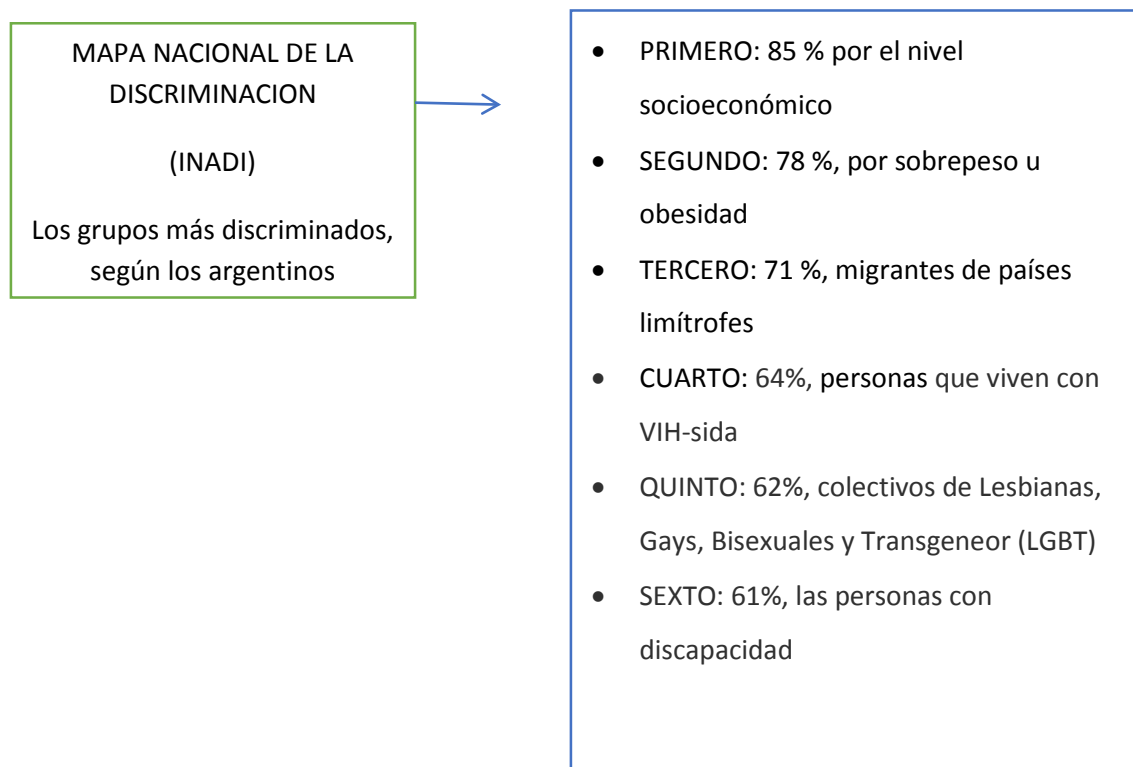 MAPA NACIONAL DE LA
DISCRIMINACION
(INADI)
Los grupos más discriminados,
según los argentinos
• PRIMERO: 85 % por el nivel
socioeconómico
• SEGUNDO: 78 %, por sobrepeso u
obesidad
• TERCERO: 71 %, migrantes de países
limítrofes
• CUARTO: 64%, personas que viven con
VIH-sida
• QUINTO: 62%, colectivos de Lesbianas,
Gays, Bisexuales y Transgeneor (LGBT)
• SEXTO: 61%, las personas con
discapacidad